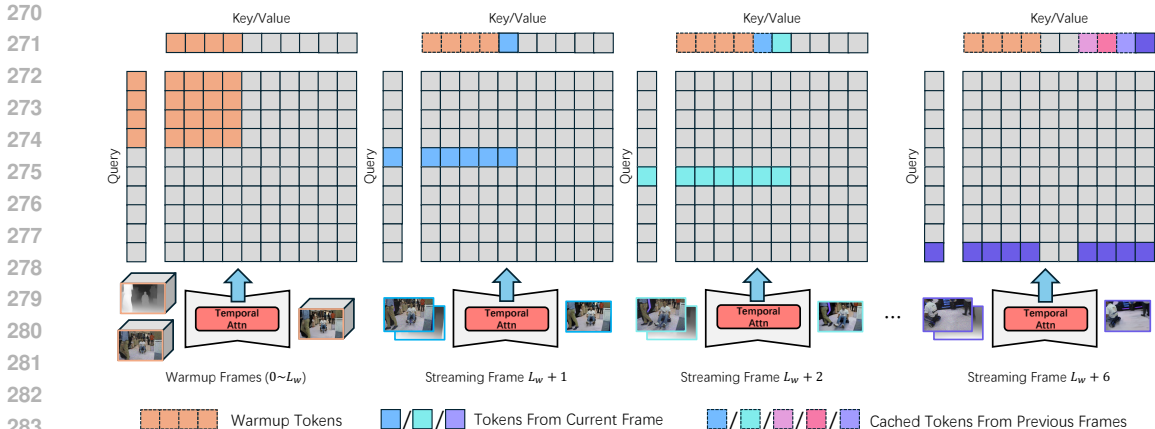 270
271
272
273
274
275
276
277
278
279
280
281
282
283
Key/Value Key/Value Key/Value Key/Value
Query Query Query Query
Temporal Attn Temporal Attn Temporal Attn ... Temporal Attn
Warmup Frames (0~L_w) Streaming Frame L_w + 1 Streaming Frame L_w + 2 Streaming Frame L_w + 6
Warmup Tokens / / Tokens From Current Frame / / / / Cached Tokens From Previous Frames